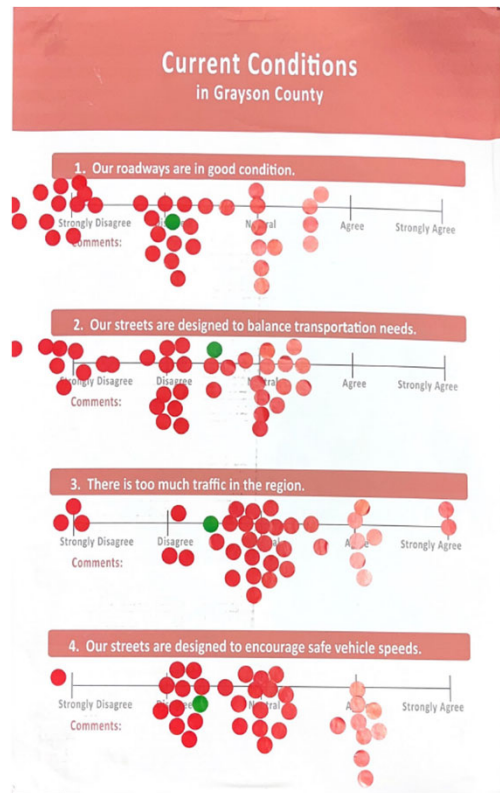 Current Conditions
in Grayson County
1. Our roadways are in good condition.
Strongly Disagree Agree Strongly Agree
Comments:
2. Our streets are designed to balance transportation needs.
Strongly Disagree Disagree Agree Strongly Agree
Comments:
3. There is too much traffic in the region.
Strongly Disagree Disagree Strongly Agree
Comments:
4. Our streets are designed to encourage safe vehicle speeds.
Strongly Disagree Neutral Strongly Agree
Comments: